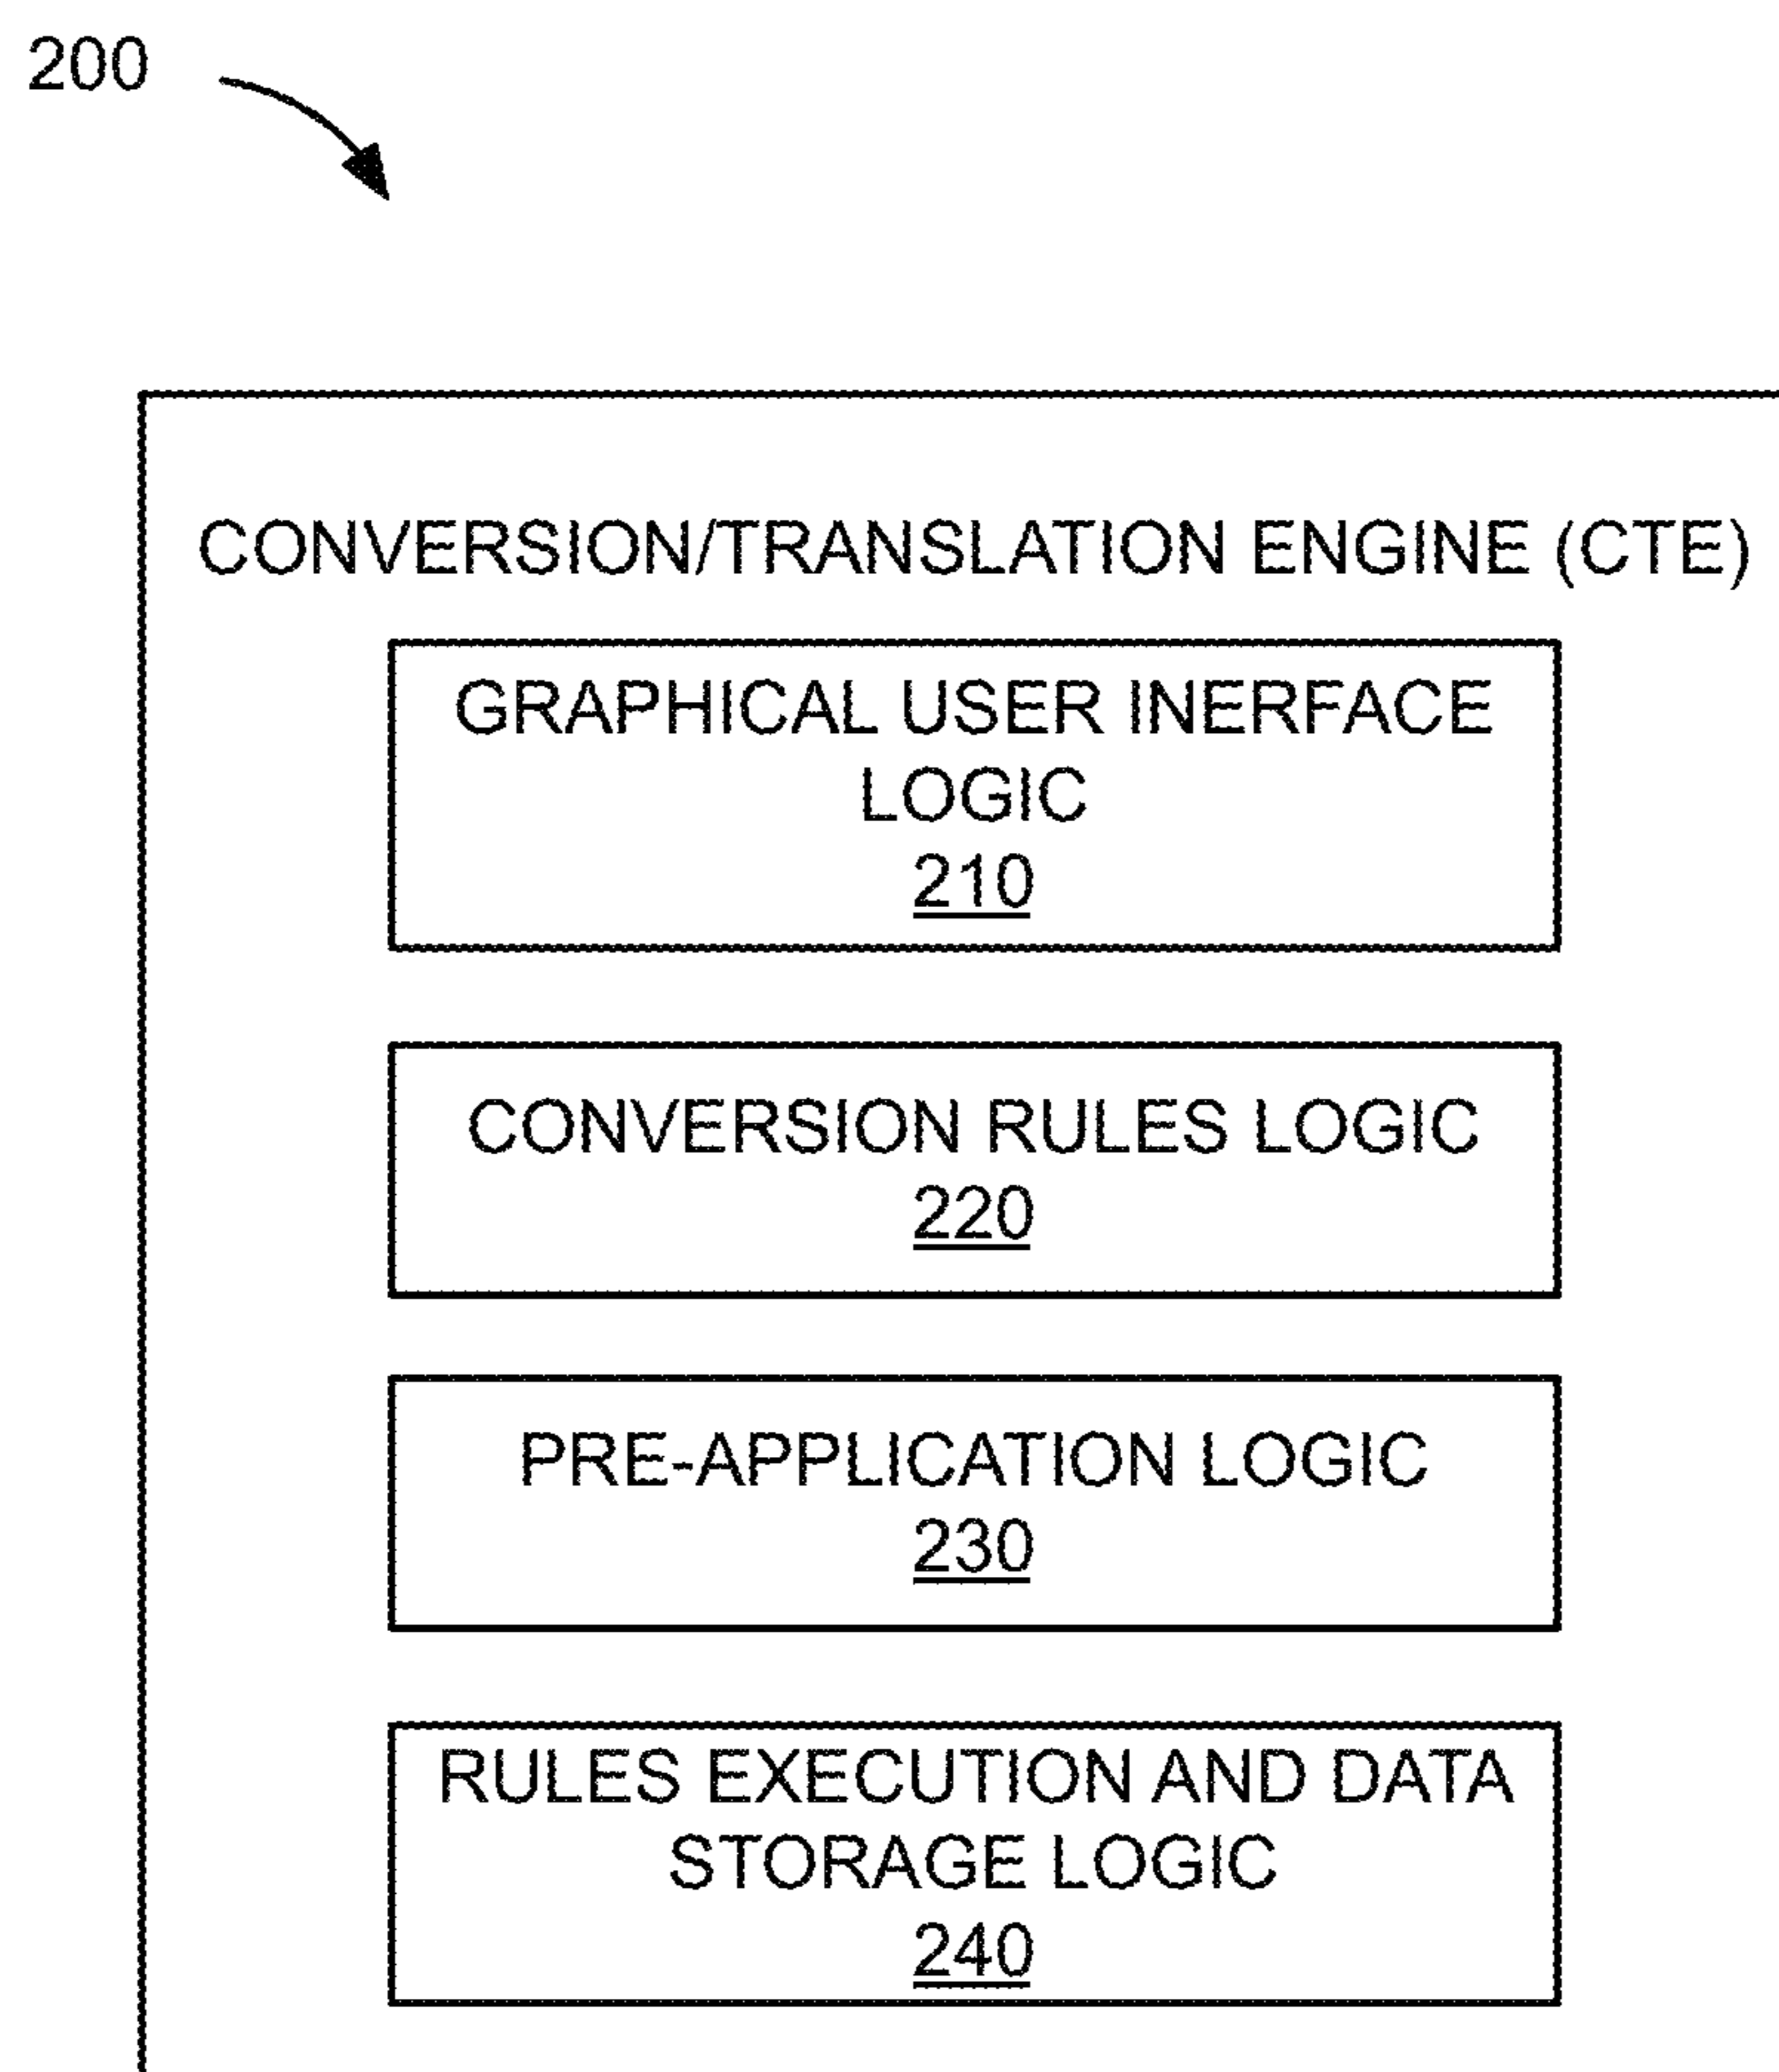 200
CONVERSION/TRANSLATION ENGINE (CTE)
GRAPHICAL USER INERFACE
LOGIC
210
CONVERSION RULES LOGIC
220
PRE-APPLICATION LOGIC
230
RULES EXECUTION AND DATA
STORAGE LOGIC
240